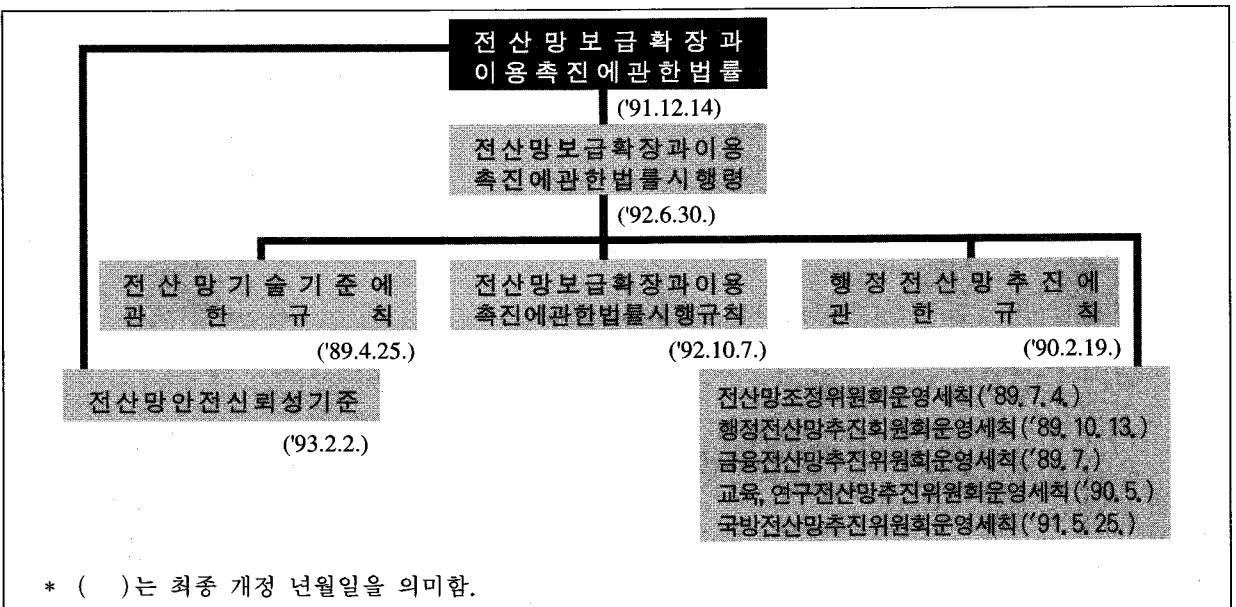 전산망보급확장과
이용촉진에관한법률
('91.12.14)
전산망보급확장과이용
촉진에관한법률시행령
('92.6.30.)
전산망기술기준에
관한규칙
('89.4.25.)
전산망보급확장과이용
촉진에관한법률시행규칙
('92.10.7.)
행정전산망추진에
관한규칙
('90.2.19.)
전산망안전신뢰성기준
('93.2.2.)
전산망조정위원회운영세칙('89.7.4.)
행정전산망추진회원회운영세칙('89.10.13.)
금융전산망추진위원회운영세칙('89.7.)
교육, 연구전산망추진위원회운영세칙('90.5.)
국방전산망추진위원회운영세칙('91.5.25.)
* ( )는 최종 개정 년월일을 의미함.